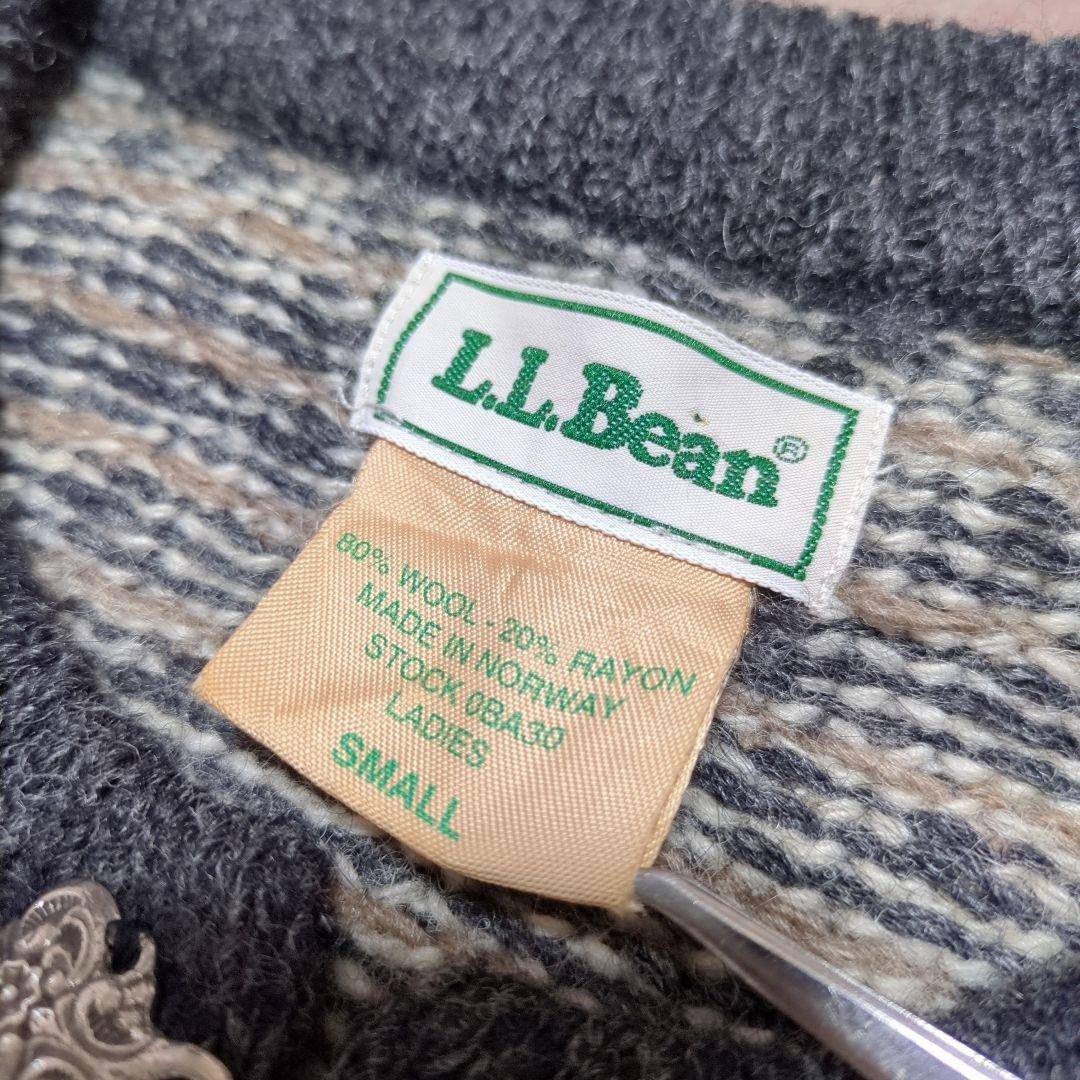 L.L.Bean®
80% WOOL - 20% RAYON
MADE IN NORWAY
STOCK 0BA30
LADIES
SMALL